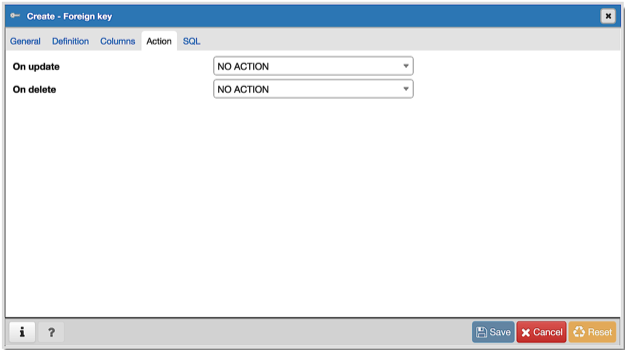 Create - Foreign key
General Definition Columns Action SQL
On update NO ACTION
On delete NO ACTION
i ? Save Cancel Reset